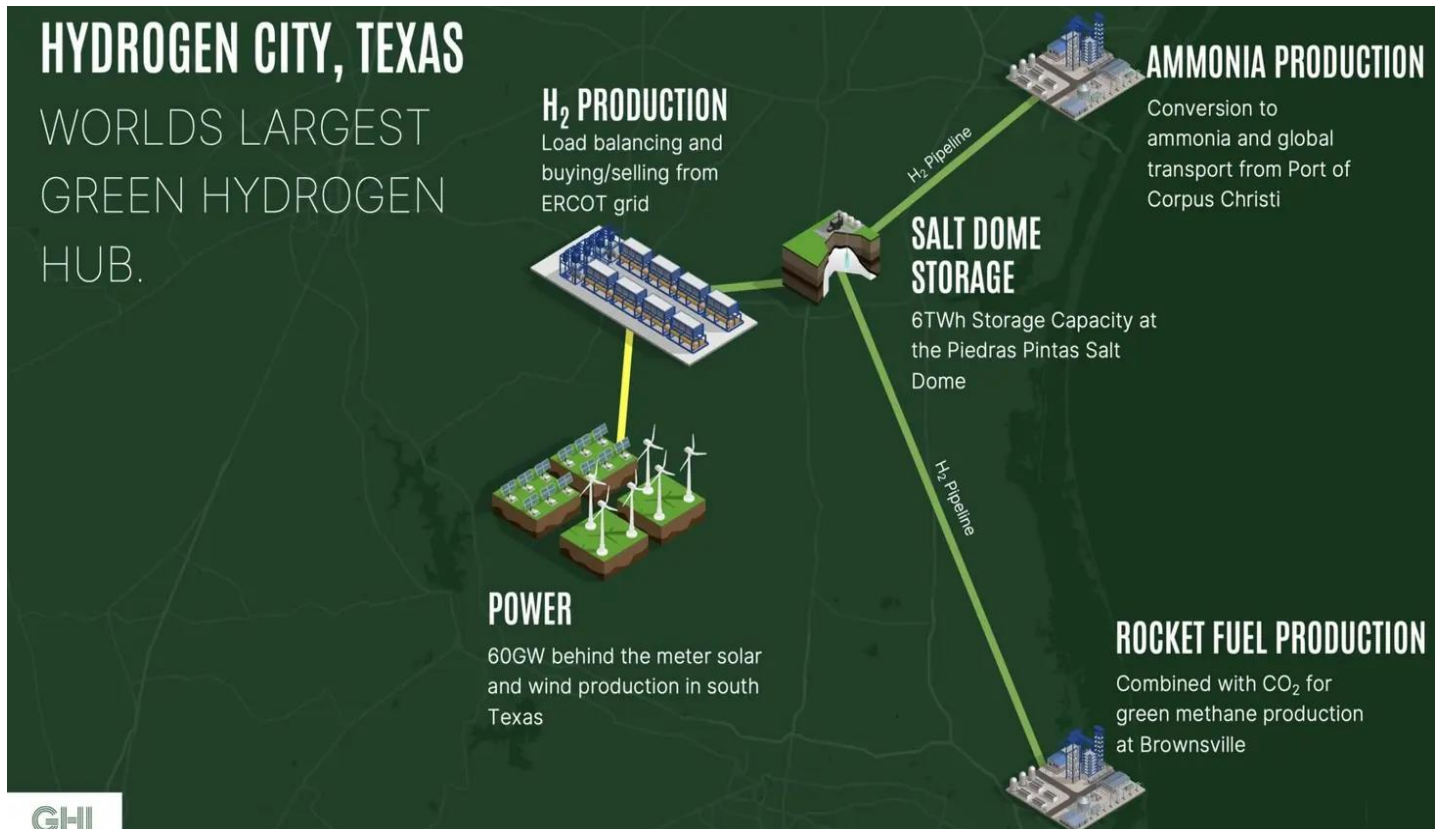 HYDROGEN CITY, TEXAS
WORLDS LARGEST
GREEN HYDROGEN
HUB.
H₂ PRODUCTION
Load balancing and
buying/selling from
ERCOT grid
AMMONIA PRODUCTION
Conversion to
ammonia and global
transport from Port of
Corpus Christi
H₂ Pipeline
SALT DOME
STORAGE
6TWh Storage Capacity at
the Piedras Pintas Salt
Dome
H₂ Pipeline
POWER
60GW behind the meter solar
and wind production in south
Texas
ROCKET FUEL PRODUCTION
Combined with CO₂ for
green methane production
at Brownsville
GHI